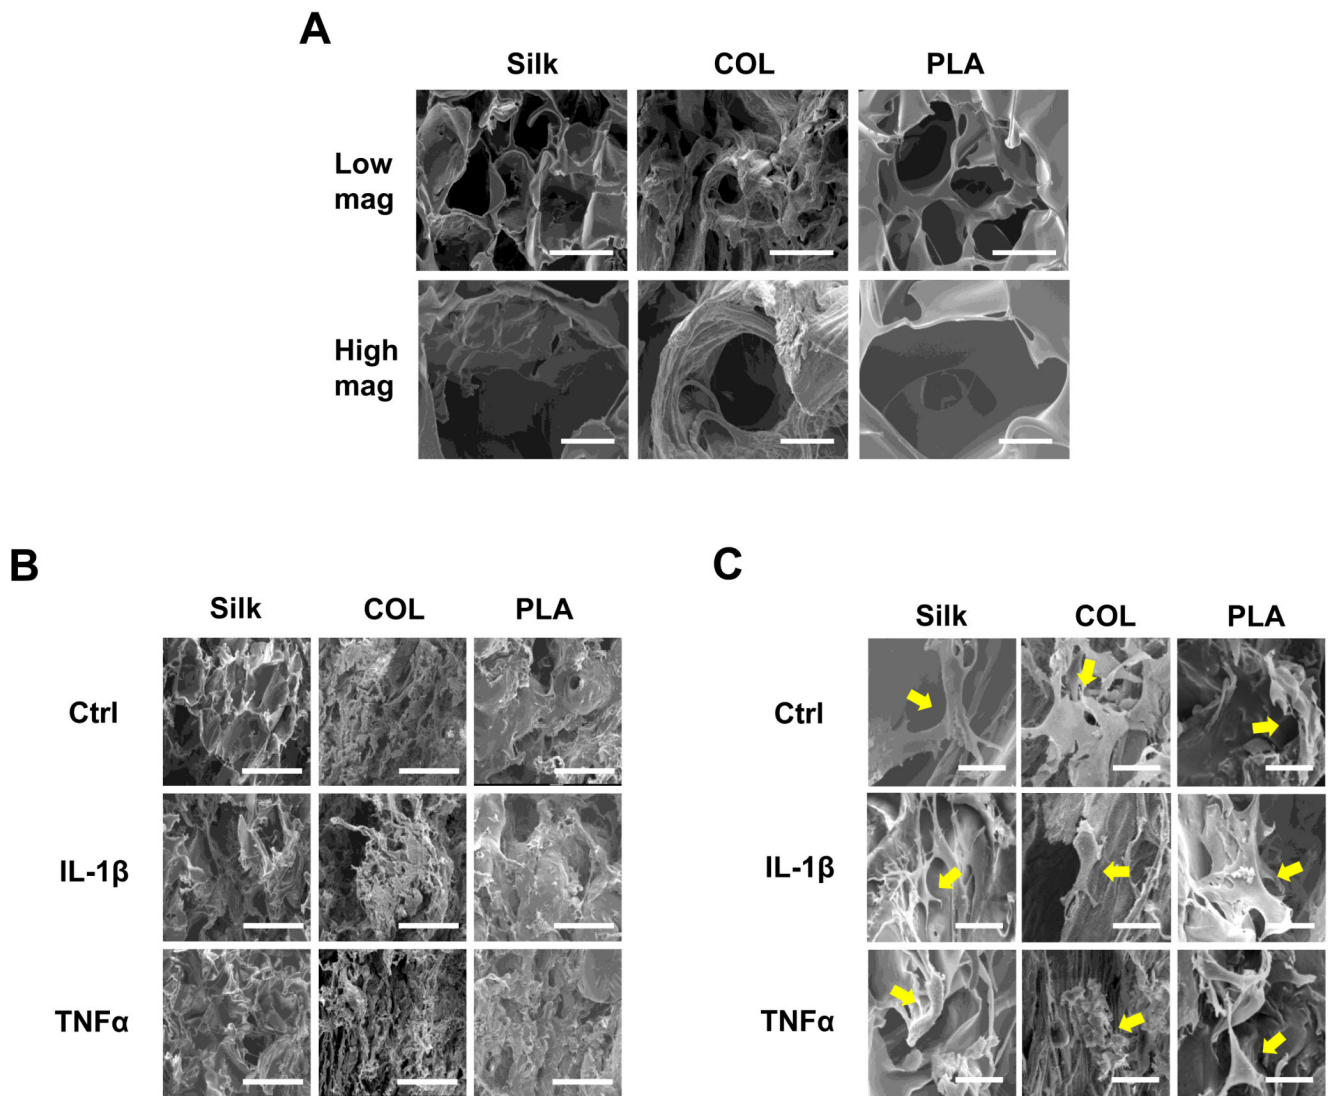 A
Silk COL PLA
Low
mag
High
mag
B
Silk COL PLA
Ctrl
IL-1β
TNFα
C
Silk COL PLA
Ctrl
IL-1β
TNFα